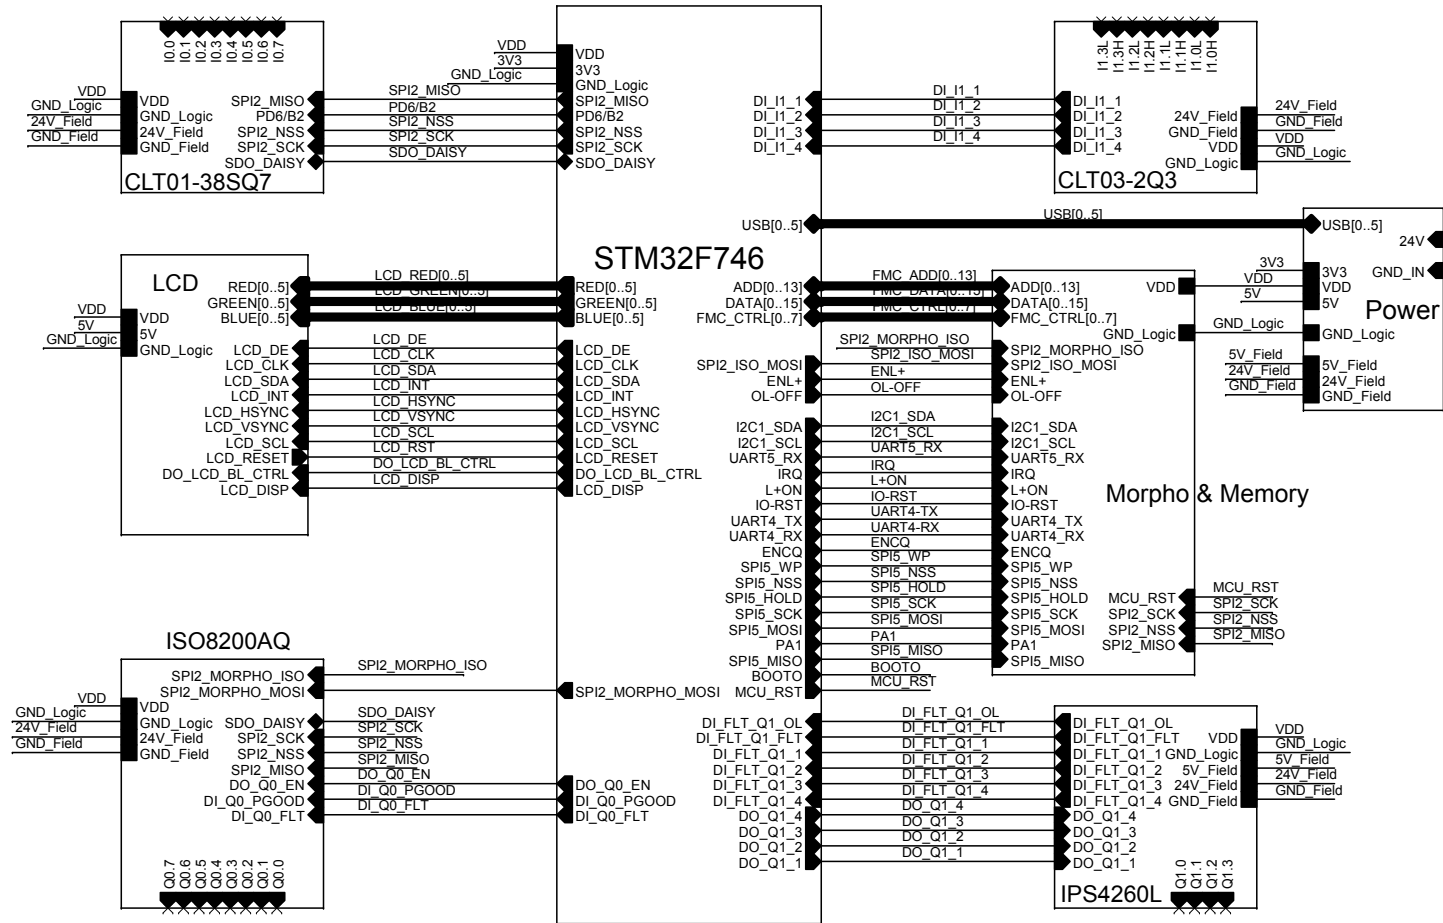 I0.0
I0.1
I0.2
I0.3
I0.4
I0.5
I0.6
I0.7
VDD
GND_Logic
24V_Field
GND_Field
VDD
GND_Logic
24V_Field
GND_Field
SPI2_MISO
PD6/B2
SPI2_NSS
SPI2_SCK
SDO_DAISY
CLT01-38SQ7
SPI2_MISO
PD6/B2
SPI2_NSS
SPI2_SCK
SDO_DAISY
VDD
3V3
GND_Logic
VDD
3V3
GND_Logic
SPI2_MISO
PD6/B2
SPI2_NSS
SPI2_SCK
SDO_DAISY
DI_I1_1
DI_I1_2
DI_I1_3
DI_I1_4
DI_I1_1
DI_I1_2
DI_I1_3
DI_I1_4
I1.3L
I1.3H
I1.2L
I1.2H
I1.1L
I1.1H
I1.0L
I1.0H
DI_I1_1
DI_I1_2
DI_I1_3
DI_I1_4
24V_Field
GND_Field
VDD
GND_Logic
24V_Field
GND_Field
VDD
GND_Logic
CLT03-2Q3
USB[0..5]
USB[0..5]
USB[0..5]
24V
GND_IN
3V3
VDD
5V
3V3
VDD
5V
Power
GND_Logic
GND_Logic
5V_Field
24V_Field
GND_Field
5V_Field
24V_Field
GND_Field
STM32F746
LCD
VDD
5V
GND_Logic
VDD
5V
GND_Logic
RED[0..5]
GREEN[0..5]
BLUE[0..5]
LCD_DE
LCD_CLK
LCD_SDA
LCD_INT
LCD_HSYNC
LCD_VSYNC
LCD_SCL
LCD_RESET
DO_LCD_BL_CTRL
LCD_DISP
LCD_RED[0..5]
LCD_GREEN[0..5]
LCD_BLUE[0..5]
LCD_DE
LCD_CLK
LCD_SDA
LCD_INT
LCD_HSYNC
LCD_VSYNC
LCD_SCL
LCD_RST
DO_LCD_BL_CTRL
LCD_DISP
RED[0..5]
GREEN[0..5]
BLUE[0..5]
LCD_DE
LCD_CLK
LCD_SDA
LCD_INT
LCD_HSYNC
LCD_VSYNC
LCD_SCL
LCD_RESET
DO_LCD_BL_CTRL
LCD_DISP
ADD[0..13]
DATA[0..15]
FMC_CTRL[0..7]
SPI2_ISO_MOSI
ENL+
OL-OFF
I2C1_SDA
I2C1_SCL
UART5_RX
IRQ
L+ON
IO-RST
UART4_TX
UART4_RX
ENCQ
SPI5_WP
SPI5_NSS
SPI5_HOLD
SPI5_SCK
SPI5_MOSI
PA1
SPI5_MISO
BOOTO
MCU_RST
FMC_ADD[0..13]
FMC_DATA[0..15]
FMC_CTRL[0..7]
SPI2_MORPHO_ISO
SPI2_ISO_MOSI
ENL+
OL-OFF
I2C1_SDA
I2C1_SCL
UART5_RX
IRQ
L+ON
IO-RST
UART4-TX
UART4-RX
ENCQ
SPI5_WP
SPI5_NSS
SPI5_HOLD
SPI5_SCK
SPI5_MOSI
PA1
SPI5_MISO
BOOTO
MCU_RST
ADD[0..13]
DATA[0..15]
FMC_CTRL[0..7]
SPI2_MORPHO_ISO
SPI2_ISO_MOSI
ENL+
OL-OFF
I2C1_SDA
I2C1_SCL
UART5_RX
IRQ
L+ON
IO-RST
UART4_TX
UART4_RX
ENCQ
SPI5_WP
SPI5_NSS
SPI5_HOLD
SPI5_SCK
SPI5_MOSI
PA1
SPI5_MISO
VDD
GND_Logic
Morpho & Memory
MCU_RST
SPI2_SCK
SPI2_NSS
SPI2_MISO
MCU_RST
SPI2_SCK
SPI2_NSS
SPI2_MISO
ISO8200AQ
SPI2_MORPHO_ISO
SPI2_MORPHO_MOSI
SPI2_MORPHO_ISO
SPI2_MORPHO_MOSI
VDD
GND_Logic
24V_Field
GND_Field
VDD
GND_Logic
24V_Field
GND_Field
SDO_DAISY
SPI2_SCK
SPI2_NSS
SPI2_MISO
DO_Q0_EN
DI_Q0_PGOOD
DI_Q0_FLT
SDO_DAISY
SPI2_SCK
SPI2_NSS
SPI2_MISO
DO_Q0_EN
DI_Q0_PGOOD
DI_Q0_FLT
DO_Q0_EN
DI_Q0_PGOOD
DI_Q0_FLT
Q0.7
Q0.6
Q0.5
Q0.4
Q0.3
Q0.2
Q0.1
Q0.0
DI_FLT_Q1_OL
DI_FLT_Q1_FLT
DI_FLT_Q1_1
DI_FLT_Q1_2
DI_FLT_Q1_3
DI_FLT_Q1_4
DO_Q1_4
DO_Q1_3
DO_Q1_2
DO_Q1_1
DI_FLT_Q1_OL
DI_FLT_Q1_FLT
DI_FLT_Q1_1
DI_FLT_Q1_2
DI_FLT_Q1_3
DI_FLT_Q1_4
DO_Q1_4
DO_Q1_3
DO_Q1_2
DO_Q1_1
DI_FLT_Q1_OL
DI_FLT_Q1_FLT
DI_FLT_Q1_1
DI_FLT_Q1_2
DI_FLT_Q1_3
DI_FLT_Q1_4
DO_Q1_4
DO_Q1_3
DO_Q1_2
DO_Q1_1
VDD
GND_Logic
5V_Field
24V_Field
GND_Field
VDD
GND_Logic
5V_Field
24V_Field
GND_Field
IPS4260L
Q1.0
Q1.1
Q1.2
Q1.3